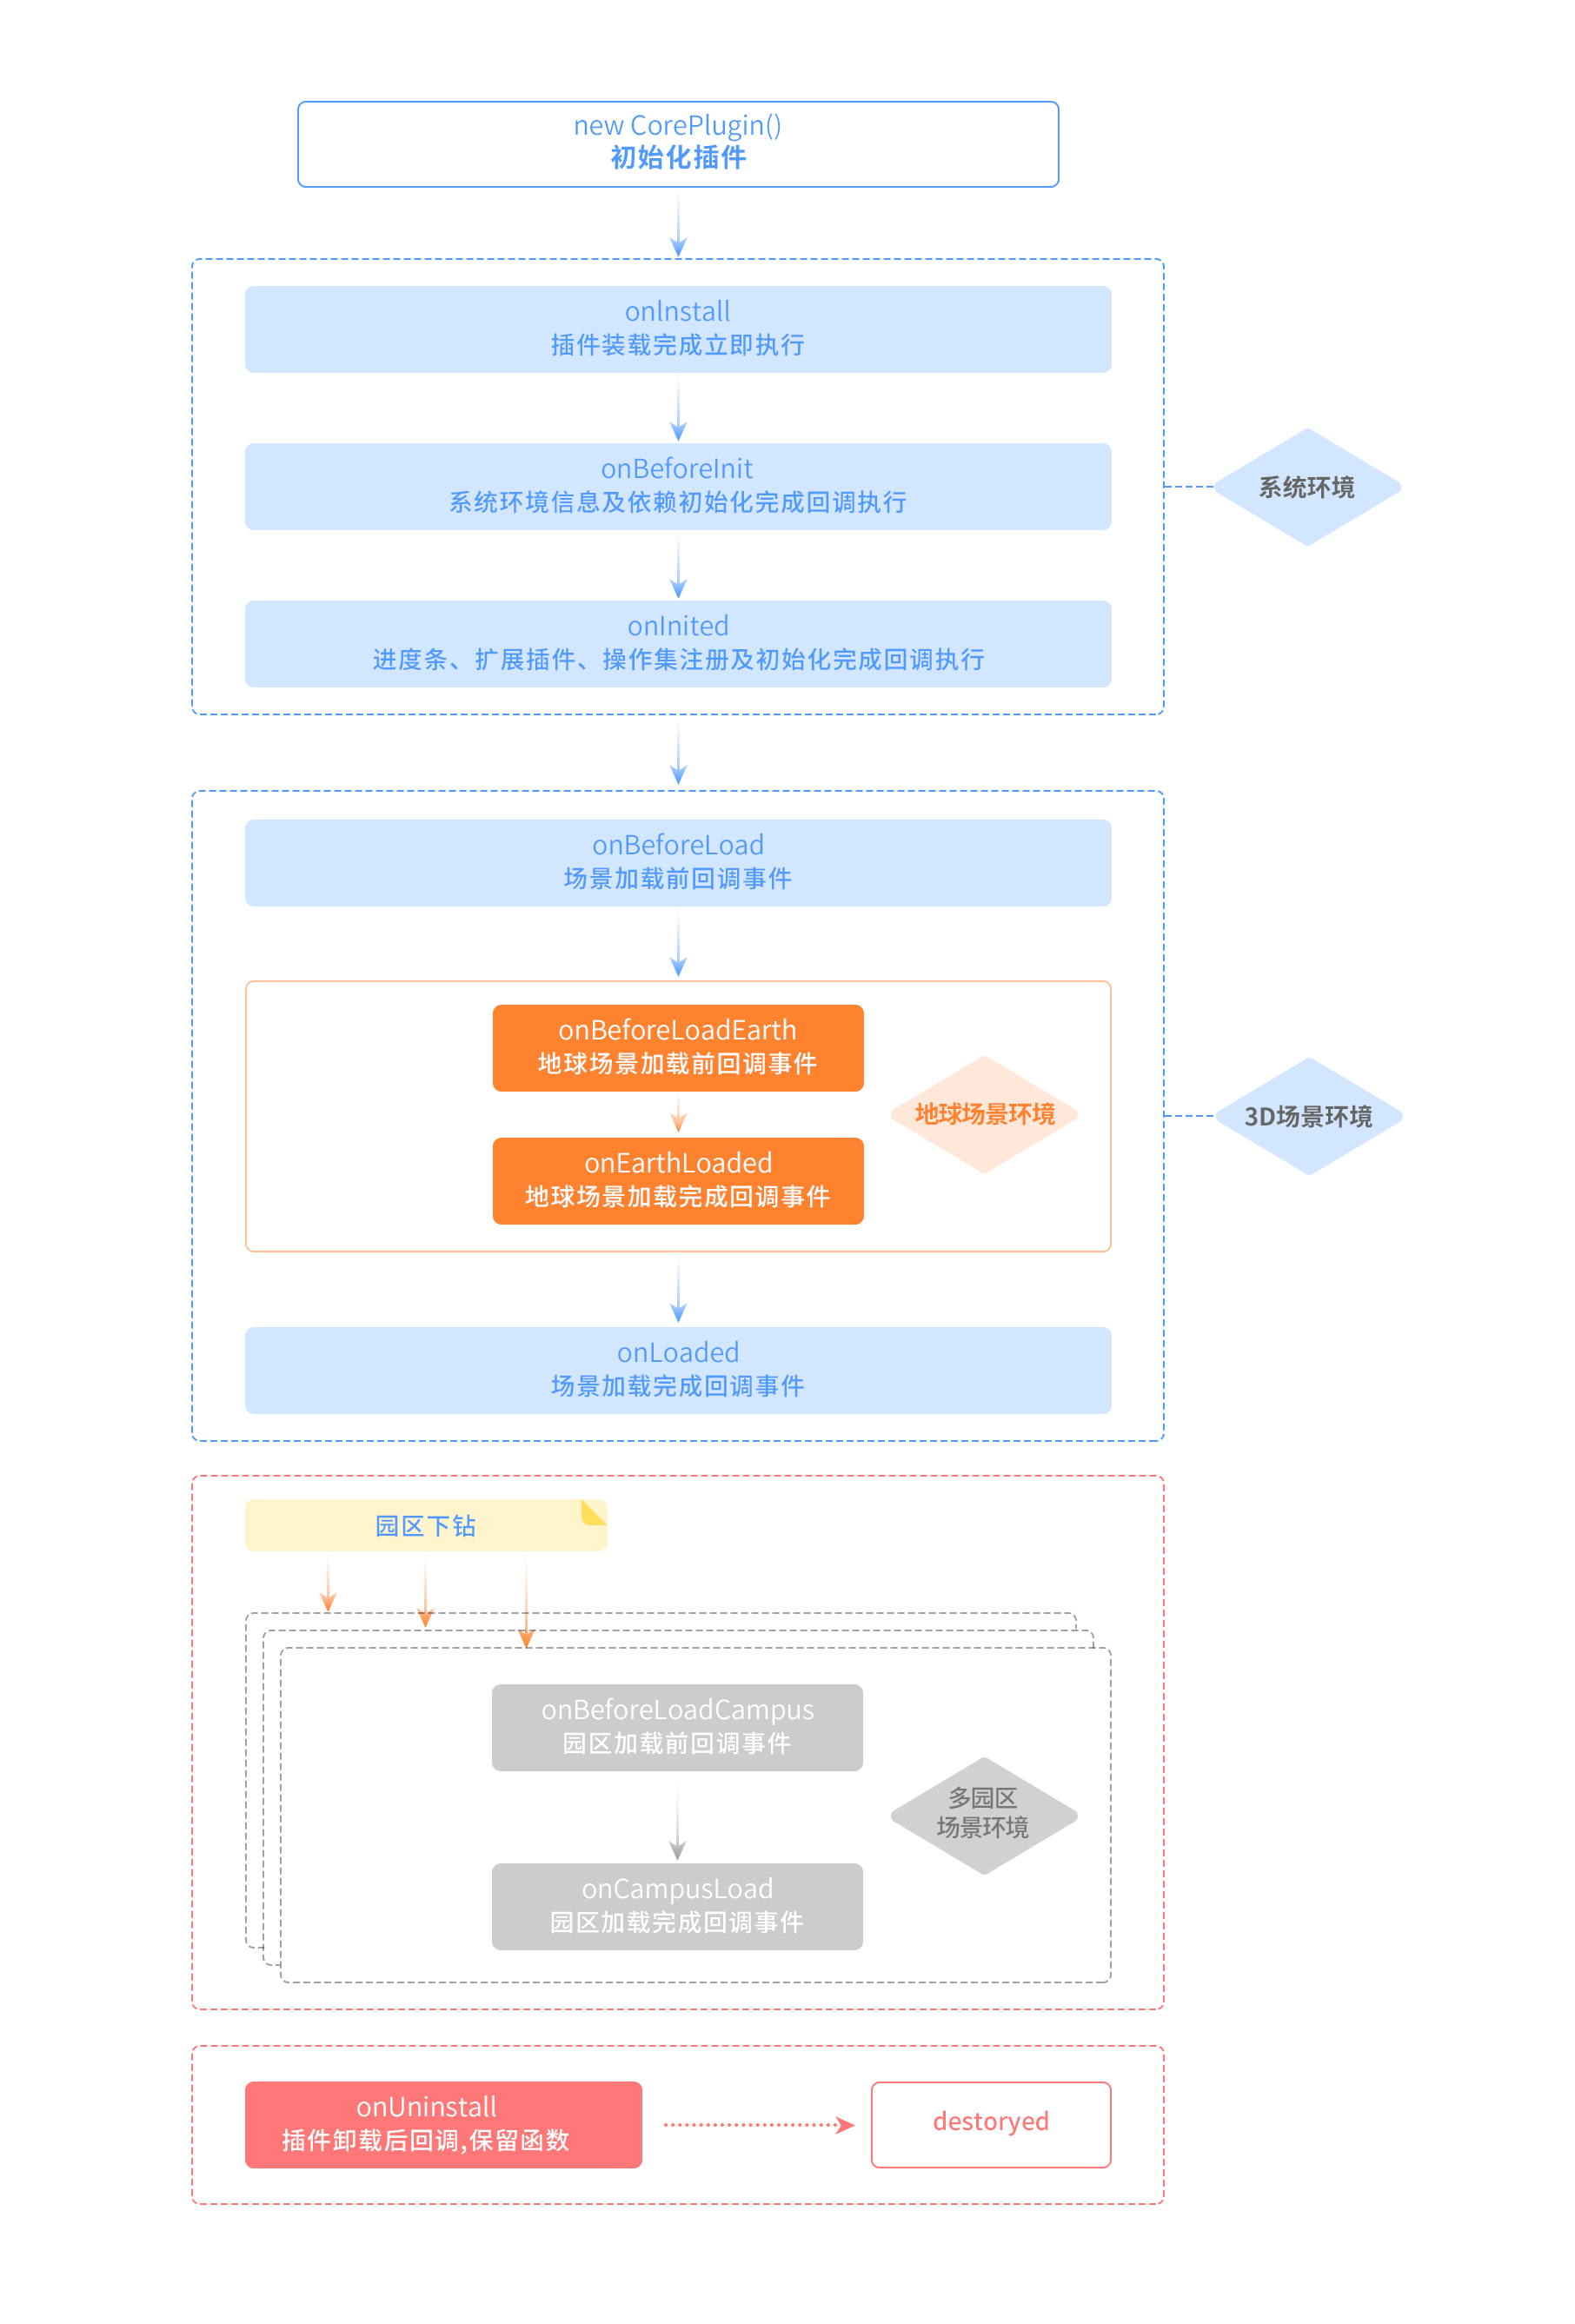 new CorePlugin()
初始化插件
onInstall
插件装载完成立即执行
onBeforeInit
系统环境信息及依赖初始化完成回调执行
系统环境
onInited
进度条、扩展插件、操作集注册及初始化完成回调执行
onBeforeLoad
场景加载前回调事件
onBeforeLoadEarth
地球场景加载前回调事件
地球场景环境
3D场景环境
onEarthLoaded
地球场景加载完成回调事件
onLoaded
场景加载完成回调事件
园区下钻
onBeforeLoadCampus
园区加载前回调事件
多园区
场景环境
onCampusLoad
园区加载完成回调事件
onUninstall
插件卸载后回调,保留函数
destoryed